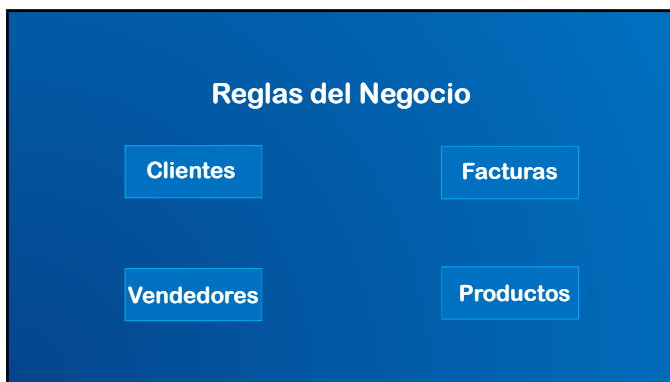 Reglas del Negocio
Clientes
Facturas
Vendedores
Productos